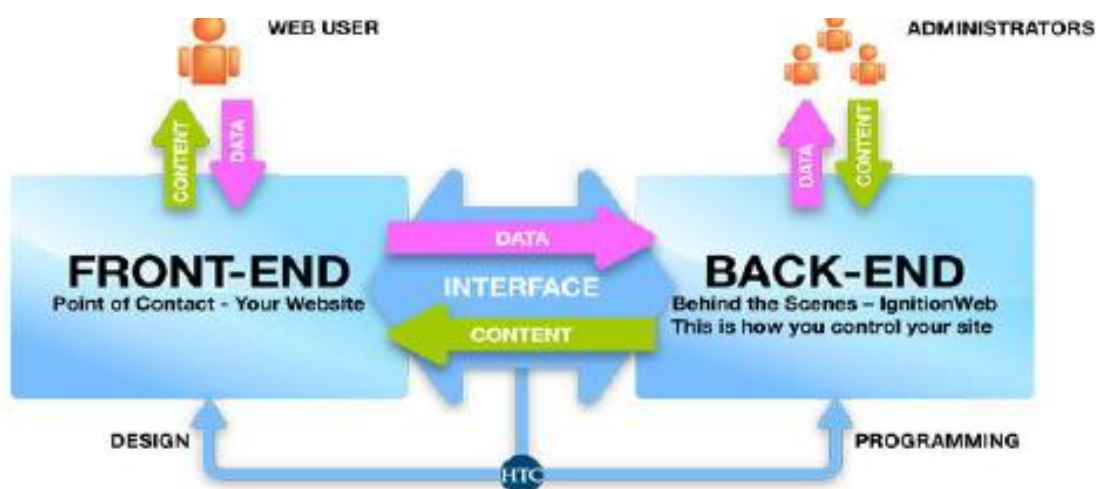 WEB USER
ADMINISTRATORS
CONTENT
DATA
DATA
CONTENT
FRONT-END
Point of Contact - Your Website
DATA
INTERFACE
CONTENT
BACK-END
Behind the Scenes – IgnitionWeb
This is how you control your site
DESIGN
PROGRAMMING
HTC